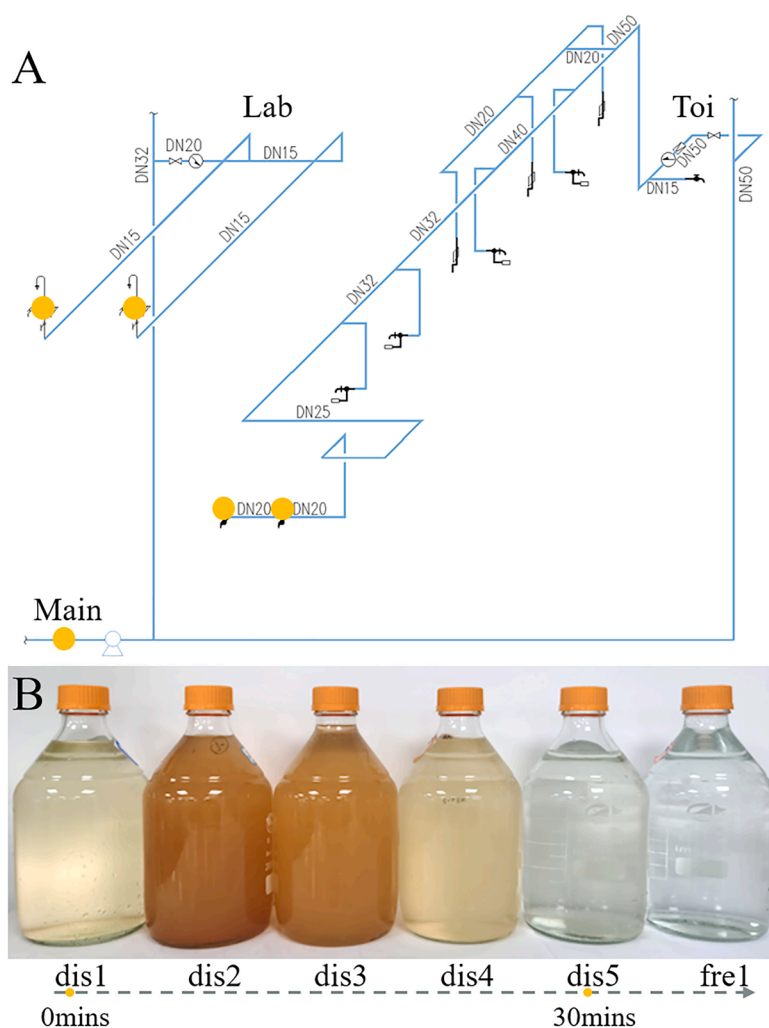 A
Lab
Toi
DN50
DN20
DN20
DN40
DN32
DN20
DN15
DN50
DN15
DN50
DN15
DN15
DN32
DN32
DN25
DN20
DN20
Main
B
dis1
dis2
dis3
dis4
dis5
fre1
0mins
30mins